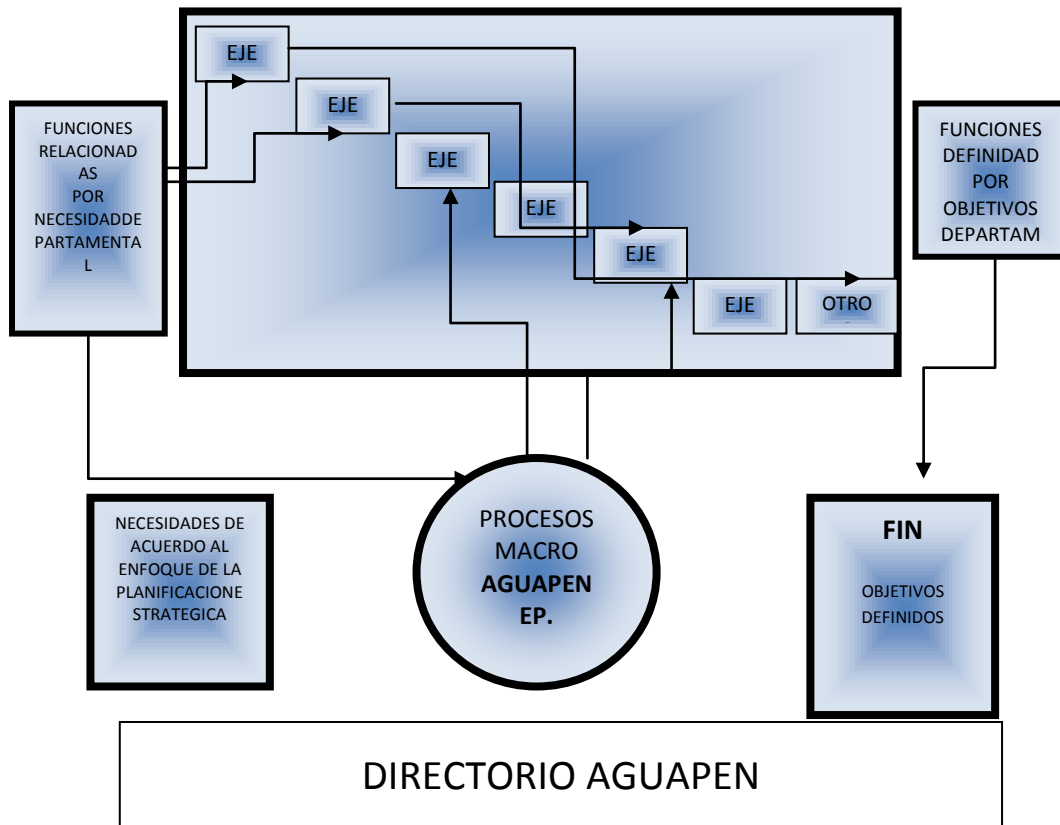 EJE
EJE
EJE
EJE
EJE
EJE
OTRO
FUNCIONES
RELACIONAD
AS
POR
NECESIDADDE
PARTAMENTA
L
FUNCIONES
DEFINIDAD
POR
OBJETIVOS
DEPARTAM
NECESIDADES DE
ACUERDO AL
ENFOQUE DE LA
PLANIFICACIONE
STRATEGICA
PROCESOS
MACRO
AGUAPEN
EP.
FIN
OBJETIVOS
DEFINIDOS
DIRECTORIO AGUAPEN